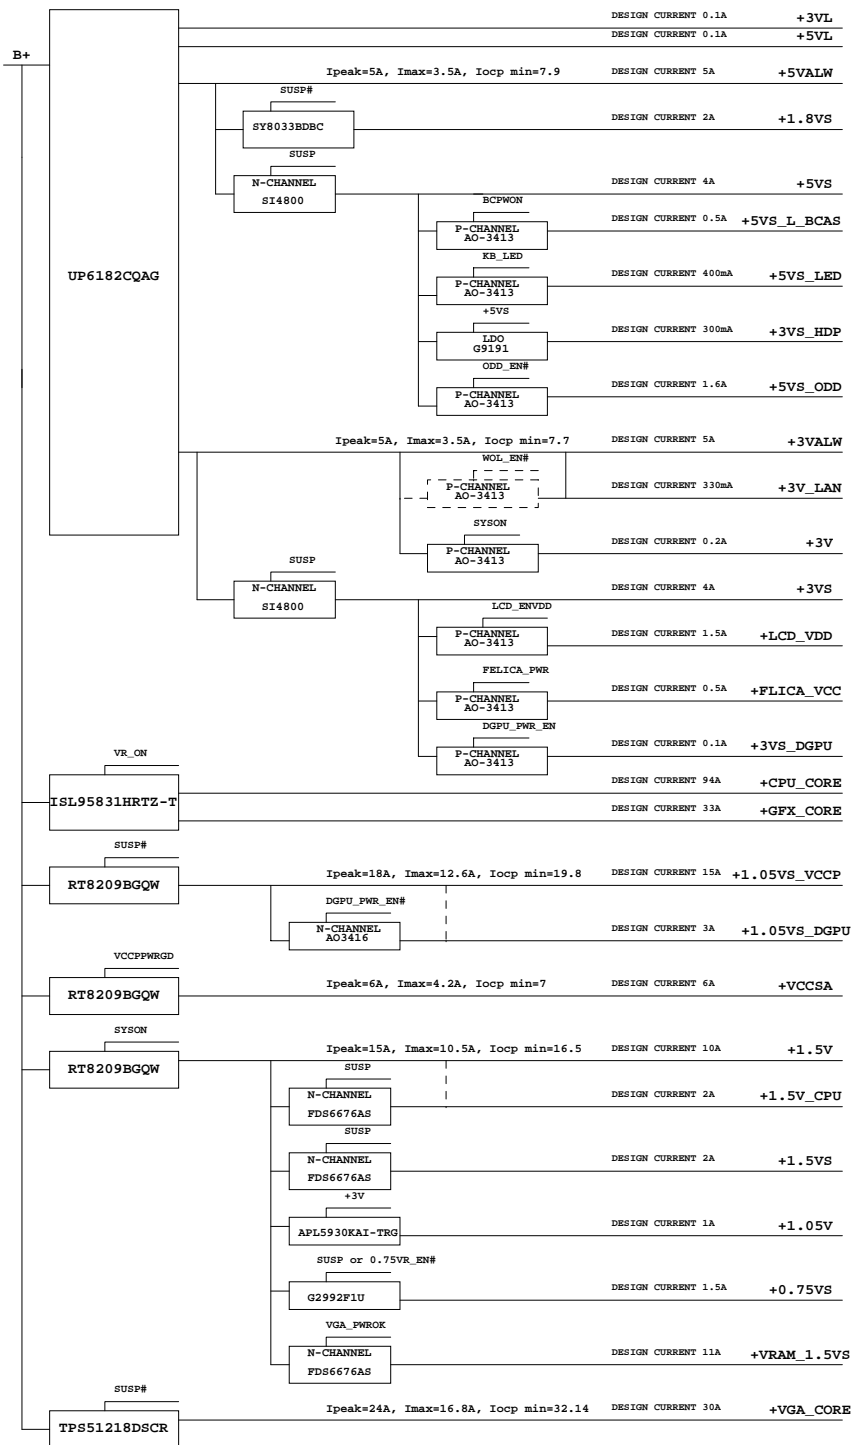 DESIGN CURRENT 0.1A +3VL
DESIGN CURRENT 0.1A +5VL
B+
Ipeak=5A, Imax=3.5A, Iocp min=7.9 DESIGN CURRENT 5A +5VALW
SUSP#
SY8033BDBC DESIGN CURRENT 2A +1.8VS
SUSP
N-CHANNEL DESIGN CURRENT 4A +5VS
SI4800
BCPWON
P-CHANNEL DESIGN CURRENT 0.5A +5VS_L_BCAS
AO-3413
KB_LED
UP6182CQAG
P-CHANNEL DESIGN CURRENT 400mA +5VS_LED
AO-3413
+5VS
LDO DESIGN CURRENT 300mA +3VS_HDP
G9191
ODD_EN#
P-CHANNEL DESIGN CURRENT 1.6A +5VS_ODD
AO-3413
Ipeak=5A, Imax=3.5A, Iocp min=7.7 DESIGN CURRENT 5A +3VALW
WOL_EN#
P-CHANNEL DESIGN CURRENT 330mA +3V_LAN
AO-3413
SYSON
P-CHANNEL DESIGN CURRENT 0.2A +3V
AO-3413
SUSP
N-CHANNEL DESIGN CURRENT 4A +3VS
SI4800
LCD_ENVDD
P-CHANNEL DESIGN CURRENT 1.5A +LCD_VDD
AO-3413
FELICA_PWR
P-CHANNEL DESIGN CURRENT 0.5A +FLICA_VCC
AO-3413
DGPU_PWR_EN
P-CHANNEL DESIGN CURRENT 0.1A +3VS_DGPU
AO-3413
VR_ON
DESIGN CURRENT 94A +CPU_CORE
ISL95831HRTZ-T
DESIGN CURRENT 33A +GFX_CORE
SUSP#
RT8209BGQW Ipeak=18A, Imax=12.6A, Iocp min=19.8 DESIGN CURRENT 15A +1.05VS_VCCP
DGPU_PWR_EN#
N-CHANNEL DESIGN CURRENT 3A +1.05VS_DGPU
AO3416
VCCPPWRGD
RT8209BGQW Ipeak=6A, Imax=4.2A, Iocp min=7 DESIGN CURRENT 6A +VCCSA
SYSON
RT8209BGQW Ipeak=15A, Imax=10.5A, Iocp min=16.5 DESIGN CURRENT 10A +1.5V
SUSP
N-CHANNEL DESIGN CURRENT 2A +1.5V_CPU
FDS6676AS
SUSP
N-CHANNEL DESIGN CURRENT 2A +1.5VS
FDS6676AS
+3V
APL5930KAI-TRG DESIGN CURRENT 1A +1.05V
SUSP or 0.75VR_EN#
G2992F1U DESIGN CURRENT 1.5A +0.75VS
VGA_PWROK
N-CHANNEL DESIGN CURRENT 11A +VRAM_1.5VS
FDS6676AS
SUSP#
TPS51218DSCR Ipeak=24A, Imax=16.8A, Iocp min=32.14 DESIGN CURRENT 30A +VGA_CORE